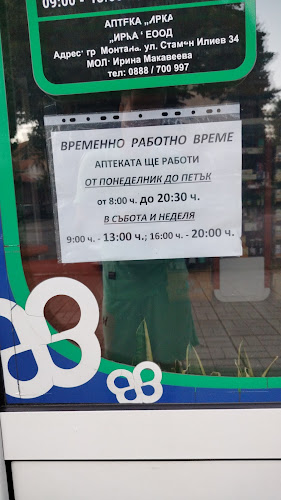 АПТЕКА „ИРКА
„ИРЬА“ ЕООД
Адрес: гр. Монтана, ул. Стамен Илиев 34
МОЛ: Ирина Макавеева
тел: 0888 / 700 997
ВРЕМЕННО РАБОТНО ВРЕМЕ
АПТЕКАТА ЩЕ РАБОТИ
ОТ ПОНЕДЕЛНИК ДО ПЕТЪК
от 8:00 ч. до 20:30 ч.
В СЪБОТА И НЕДЕЛЯ
9:00 ч. - 13:00 ч.; 16:00 ч. - 20:00 ч.